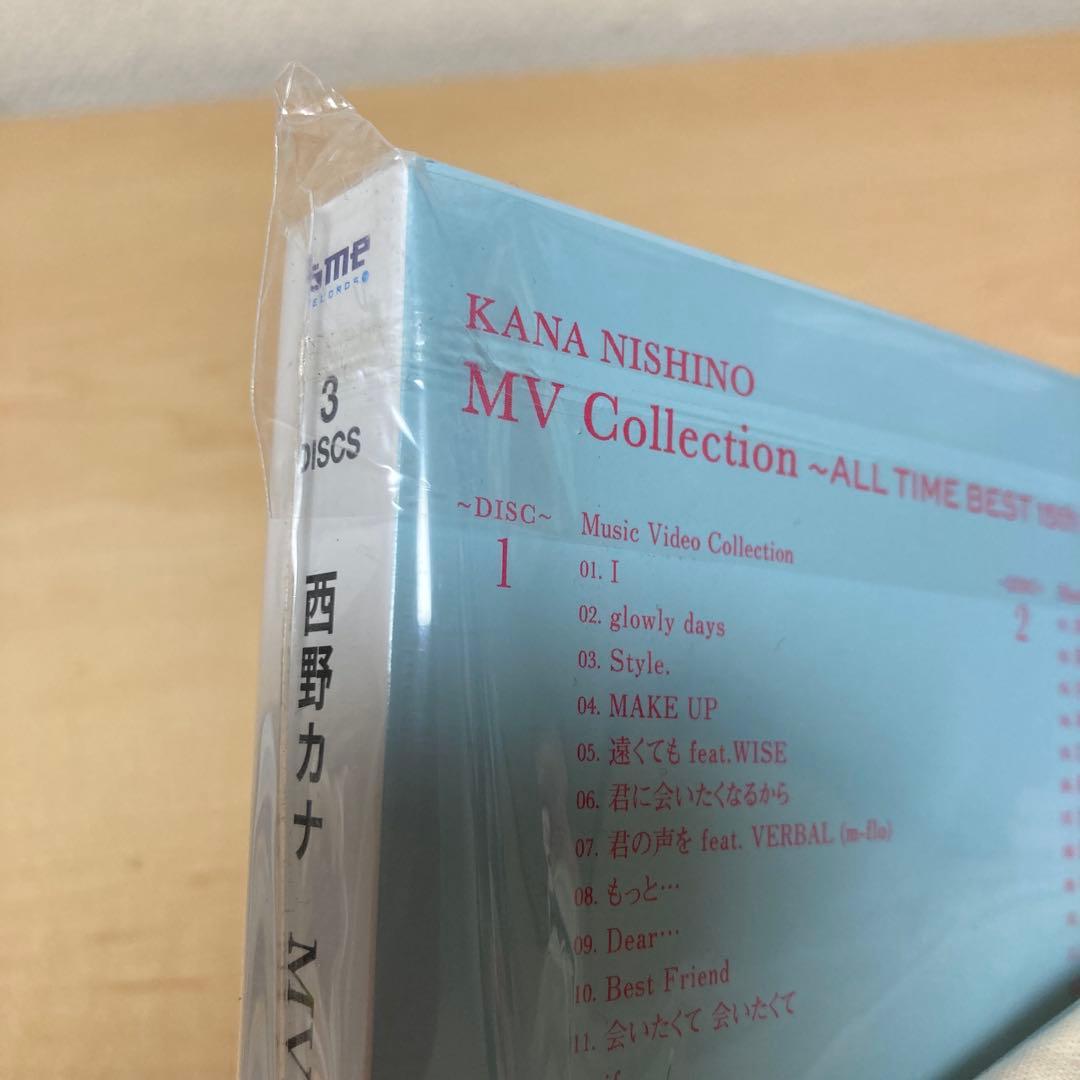 sme
RECORDS
3
DISCS
西野カナ MV
KANA NISHINO
MV Collection ~ALL TIME BEST 15th
~DISC~
1
Music Video Collection
01. I
02. glowly days
03. Style.
04. MAKE UP
05. 遠くても feat.WISE
06. 君に会いたくなるから
07. 君の声を feat. VERBAL (m-flo)
08. もっと…
09. Dear…
10. Best Friend
11. 会いたくて 会いたくて
if
2